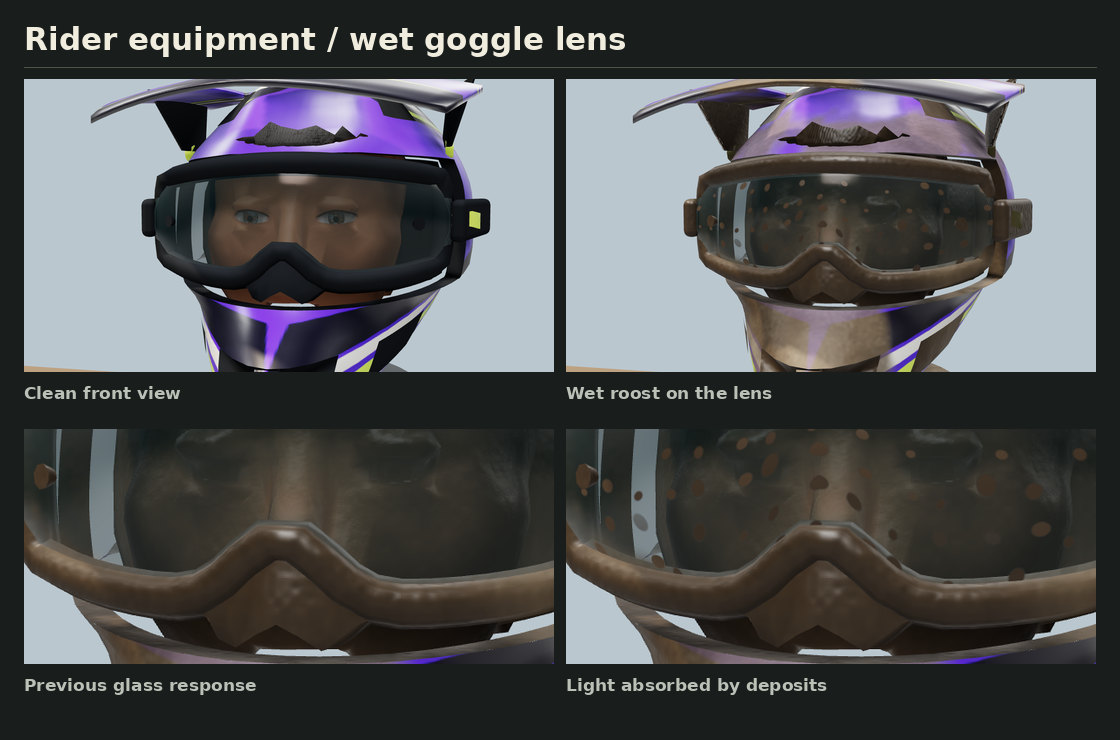 Rider equipment / wet goggle lens
Clean front view
Wet roost on the lens
Previous glass response
Light absorbed by deposits